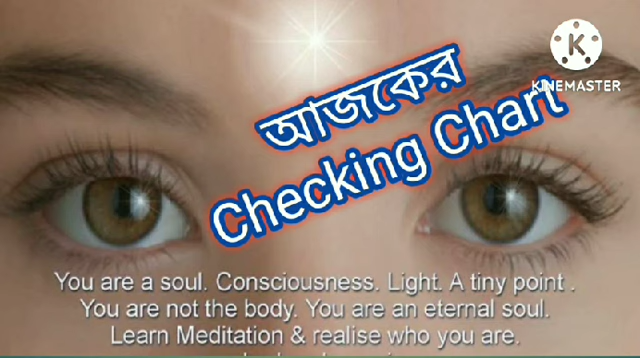 KINEMASTER
আজকের
Checking Chart
You are a soul. Consciousness. Light. A tiny point .
You are not the body. You are an eternal soul.
Learn Meditation & realise who you are.